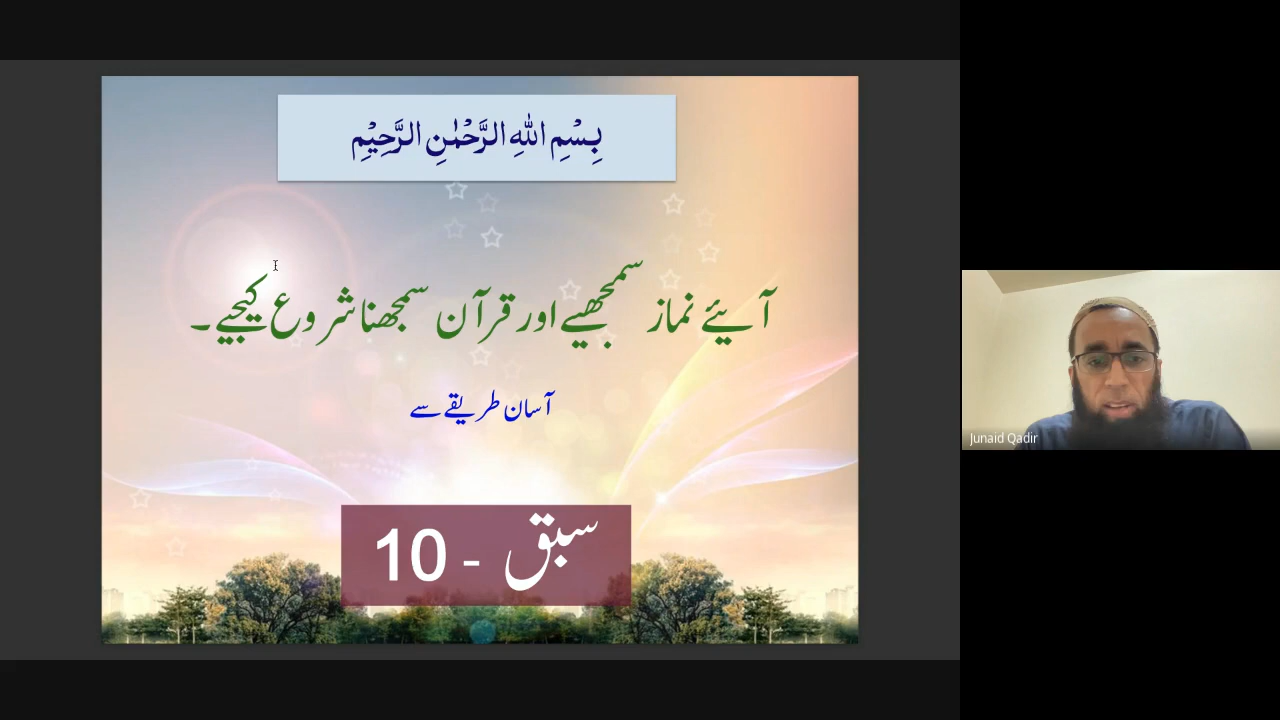 بِسْمِ اللّٰهِ الرَّحْمٰنِ الرَّحِيْمِ
آیئے نماز سمجھیے اور قرآن سمجھنا شروع کیجیے۔
آسان طریقے سے
سبق - 10
Junaid Qadir